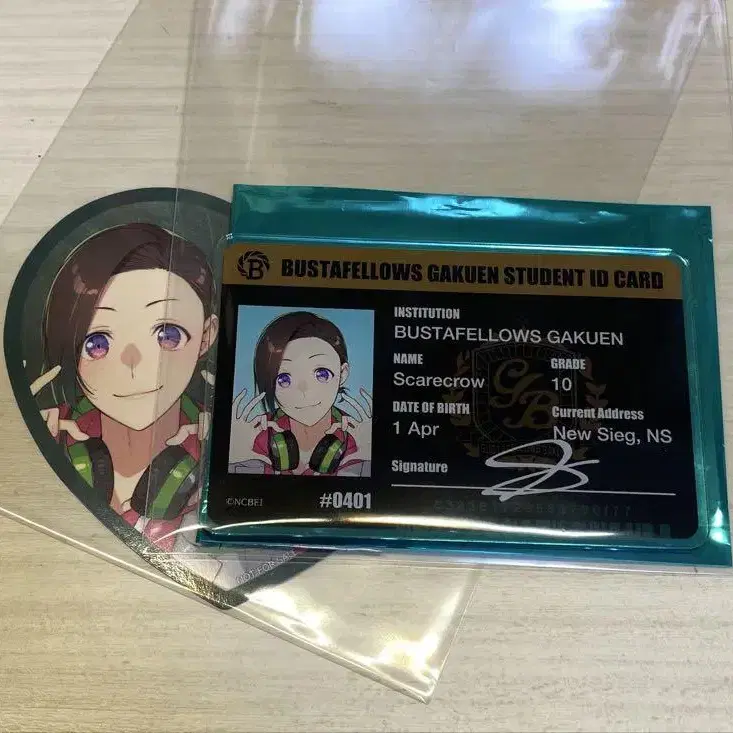 B BUSTAFELLOWS GAKUEN STUDENT ID CARD
INSTITUTION
BUSTAFELLOWS GAKUEN
NAME GRADE
Scarecrow 10
DATE OF BIRTH Current Address
1 Apr New Sieg, NS
Signature
©NCBEI #0401